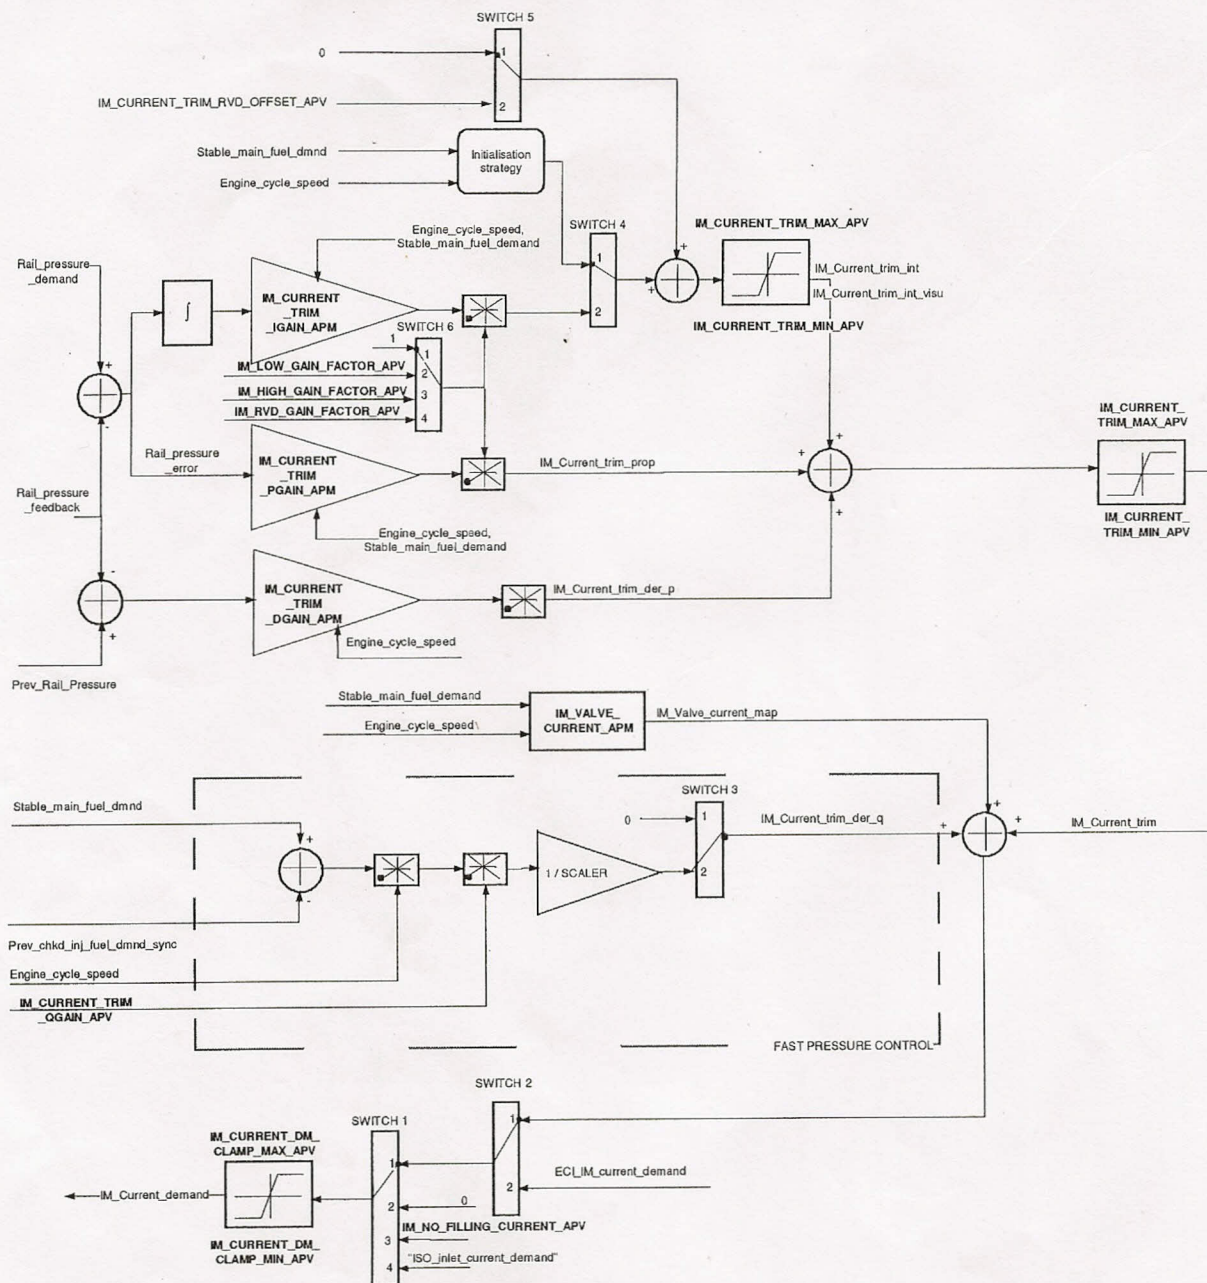 SWITCH 5
0
1
IM_CURRENT_TRIM_RVD_OFFSET_APV
2
Stable_main_fuel_dmnd
Initialisation
strategy
Engine_cycle_speed
Engine_cycle_speed,
Stable_main_fuel_demand
SWITCH 4
IM_CURRENT_TRIM_MAX_APV
+
1
Rail_pressure
_demand
IM_Current_trim_int
IM_CURRENT
_TRIM
_IGAIN_APM
∫
+
IM_Current_trim_int_visu
2
SWITCH 6
IM_CURRENT_TRIM_MIN_APV
1
1
IM_LOW_GAIN_FACTOR_APV
2
+
IM_HIGH_GAIN_FACTOR_APV
3
IM_RVD_GAIN_FACTOR_APV
4
-
IM_CURRENT_
TRIM_MAX_APV
Rail_pressure
_error
IM_CURRENT
_TRIM
_PGAIN_APM
IM_Current_trim_prop
+
+
+
Rail_pressure
_feedback
Engine_cycle_speed,
Stable_main_fuel_demand
IM_CURRENT_
TRIM_MIN_APV
-
IM_CURRENT
_TRIM
_DGAIN_APM
IM_Current_trim_der_p
+
Engine_cycle_speed
Prev_Rail_Pressure
Stable_main_fuel_demand
IM_VALVE_
CURRENT_APM
IM_Valve_current_map
Engine_cycle_speed
SWITCH 3
Stable_main_fuel_dmnd
0
1
IM_Current_trim_der_q
+
+
+
IM_Current_trim
+
1 / SCALER
2
-
Prev_chkd_inj_fuel_dmnd_sync
Engine_cycle_speed
IM_CURRENT_TRIM
_QGAIN_APV
FAST PRESSURE CONTROL
SWITCH 2
SWITCH 1
1
IM_CURRENT_DM_
CLAMP_MAX_APV
1
ECI_IM_current_demand
2
IM_Current_demand
2
0
IM_NO_FILLING_CURRENT_APV
3
IM_CURRENT_DM_
CLAMP_MIN_APV
"ISO_inlet_current_demand"
4